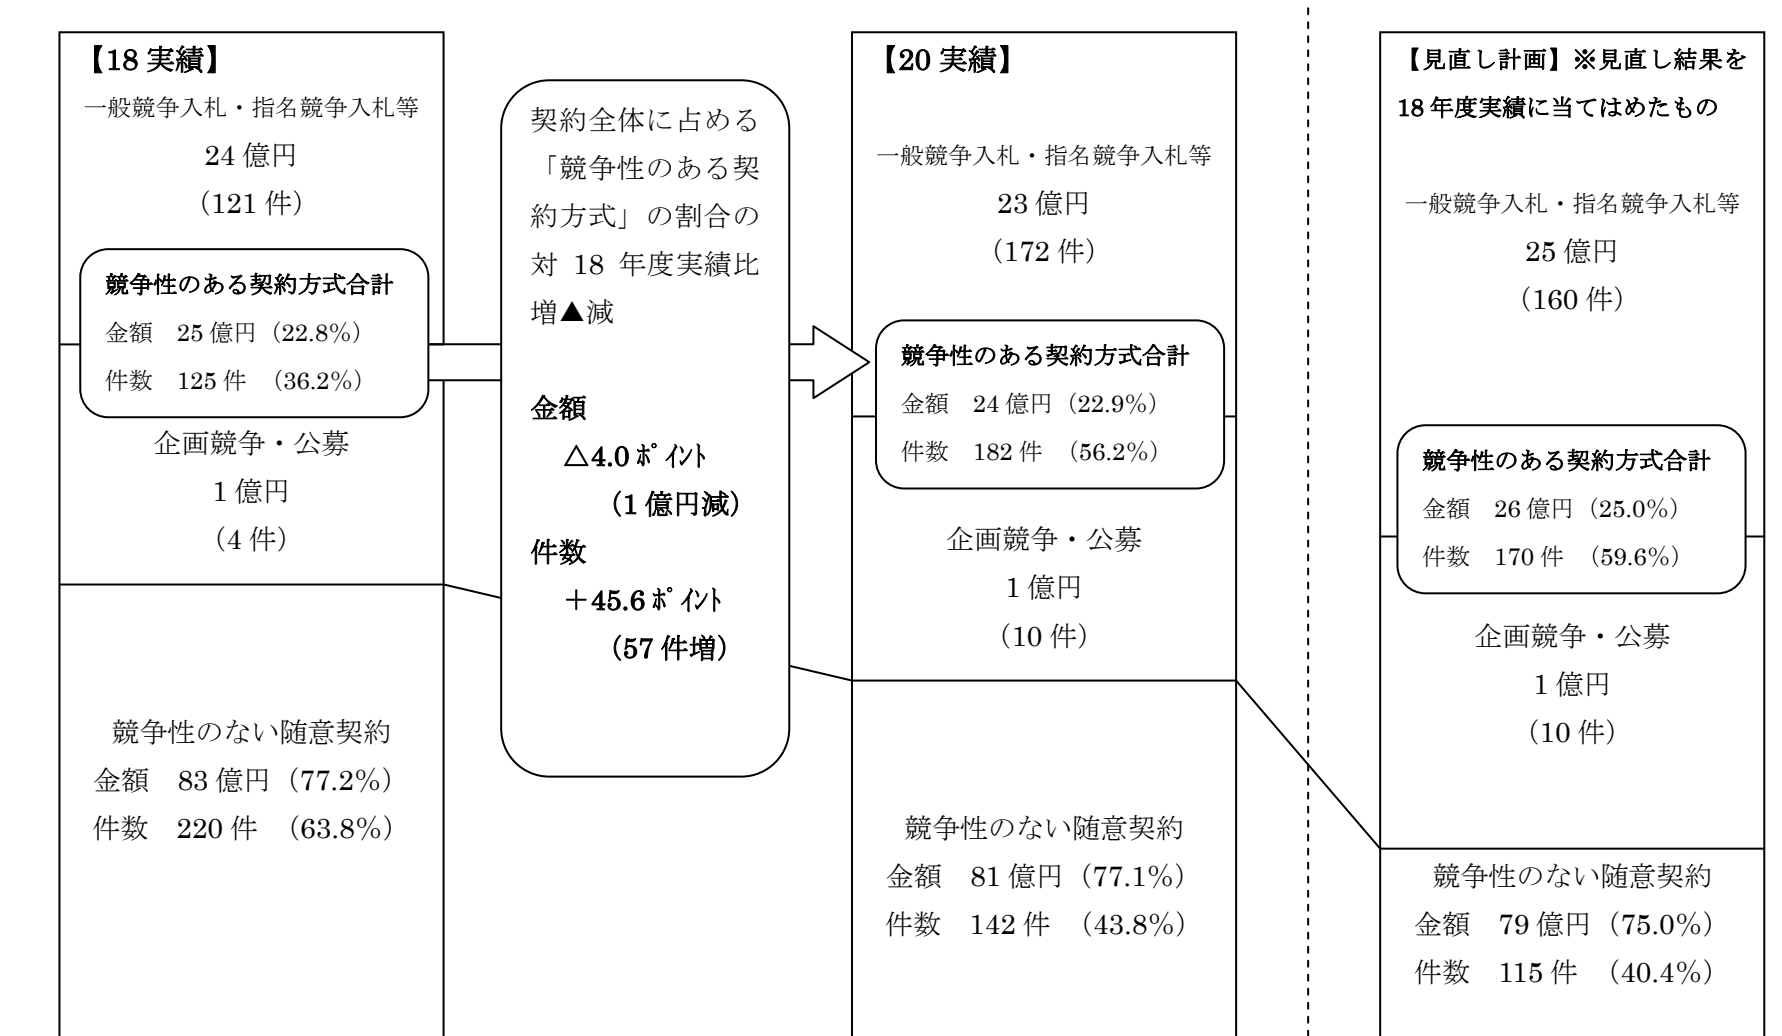 【18 実績】
一般競争入札・指名競争入札等
24 億円
（121 件）
競争性のある契約方式合計
金額　25 億円（22.8%）
件数　125 件　（36.2%）
企画競争・公募
1 億円
（4 件）
競争性のない随意契約
金額　83 億円（77.2%）
件数　220 件　（63.8%）
契約全体に占める
「競争性のある契
約方式」の割合の
対 18 年度実績比
増▲減
金額
△4.0 ﾎﾟｲﾝﾄ
（1 億円減）
件数
＋45.6 ﾎﾟｲﾝﾄ
（57 件増）
【20 実績】
一般競争入札・指名競争入札等
23 億円
（172 件）
競争性のある契約方式合計
金額　24 億円（22.9%）
件数　182 件　（56.2%）
企画競争・公募
1 億円
（10 件）
競争性のない随意契約
金額　81 億円（77.1%）
件数　142 件　（43.8%）
【見直し計画】※見直し結果を
18 年度実績に当てはめたもの
一般競争入札・指名競争入札等
25 億円
（160 件）
競争性のある契約方式合計
金額　26 億円（25.0%）
件数　170 件　（59.6%）
企画競争・公募
1 億円
（10 件）
競争性のない随意契約
金額　79 億円（75.0%）
件数　115 件　（40.4%）